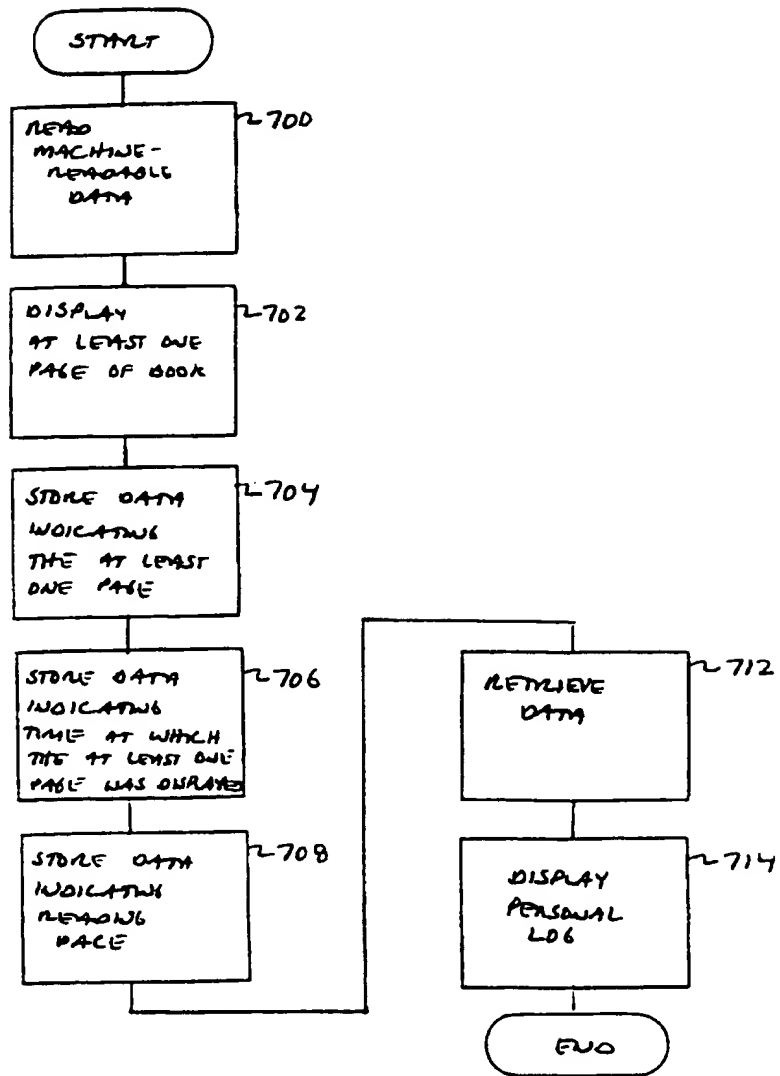 START
READ
MACHINE-
READABLE
DATA
700
DISPLAY
AT LEAST ONE
PAGE OF BOOK
702
STORE DATA
INDICATING
THE AT LEAST
ONE PAGE
704
STORE DATA
INDICATING
TIME AT WHICH
THE AT LEAST ONE
PAGE WAS DISPLAYED
706
STORE DATA
INDICATING
READING
PACE
708
RETRIEVE
DATA
712
DISPLAY
PERSONAL
LOG
714
END